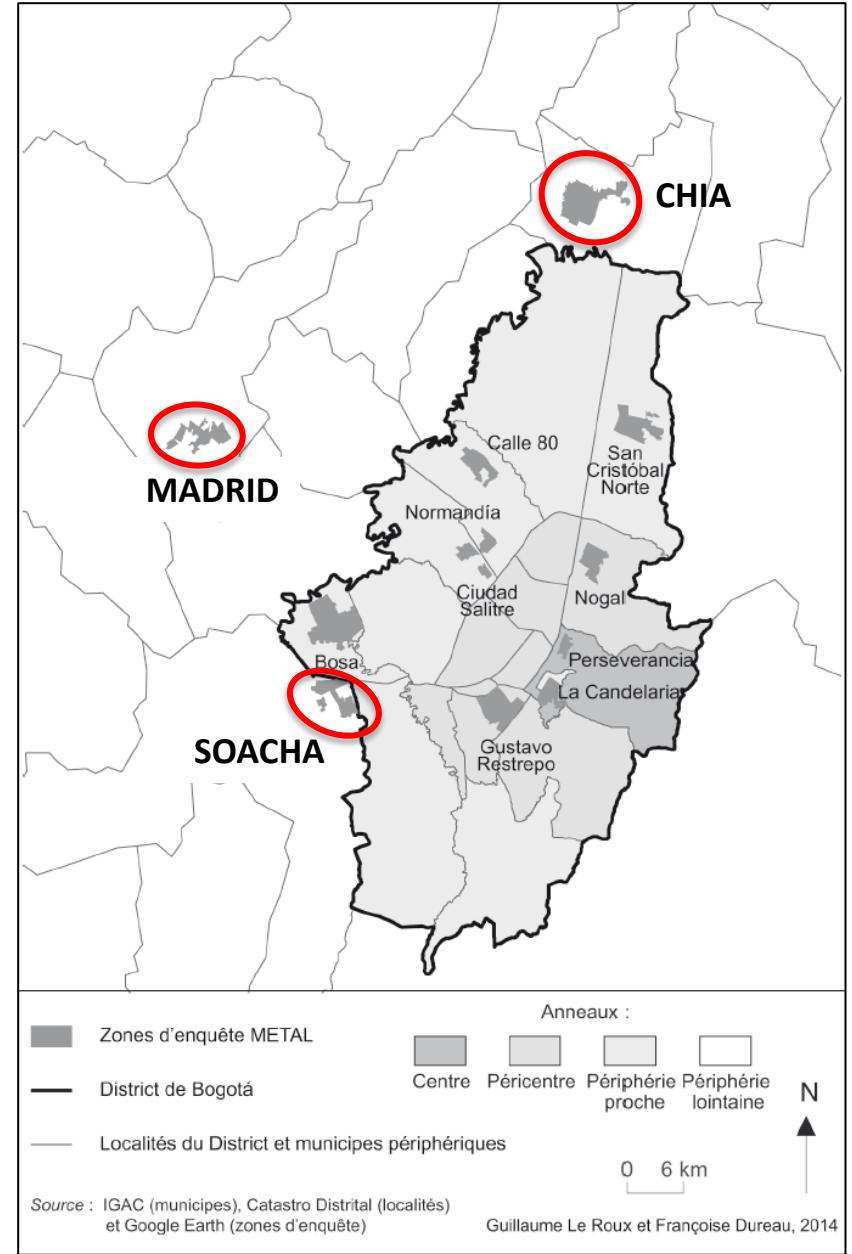 CHIA
Calle 80
San
Cristóbal
Norte
MADRID
Normandía
Ciudad
Salitre
Nogal
Bosa
Perseverancia
La Candelaria
SOACHA
Gustavo
Restrepo
Anneaux :
Zones d'enquête METAL
District de Bogotá
Centre
Péricentre
Périphérie
proche
Périphérie
lointaine
N
Localités du District et municipes périphériques
0 6 km
Source : IGAC (municipes), Catastro Distrital (localités)
et Google Earth (zones d'enquête)
Guillaume Le Roux et Françoise Dureau, 2014